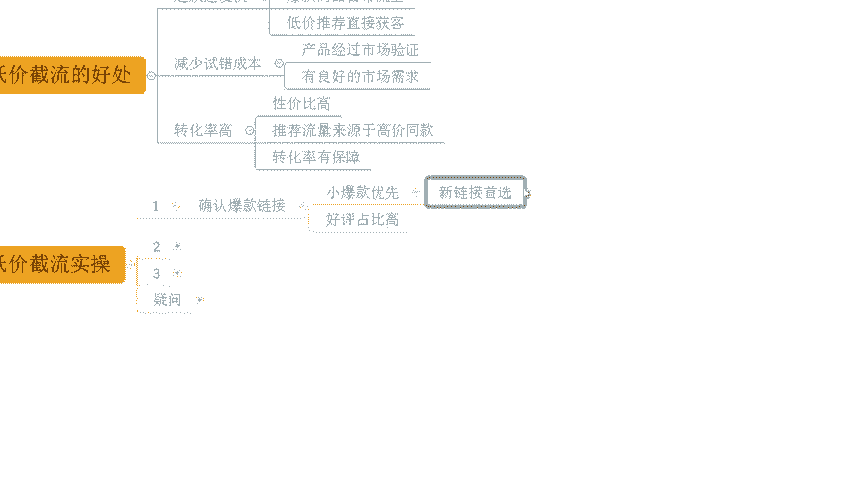 低价推荐直接获客
产品经过市场验证
减少试错成本
价截流的好处
有良好的市场需求
性价比高
转化率高
推荐流量来源于高价同款
转化率有保障
小爆款优先
新链接首选
1
确认爆款链接
好评占比高
2
价截流实操
3
疑问